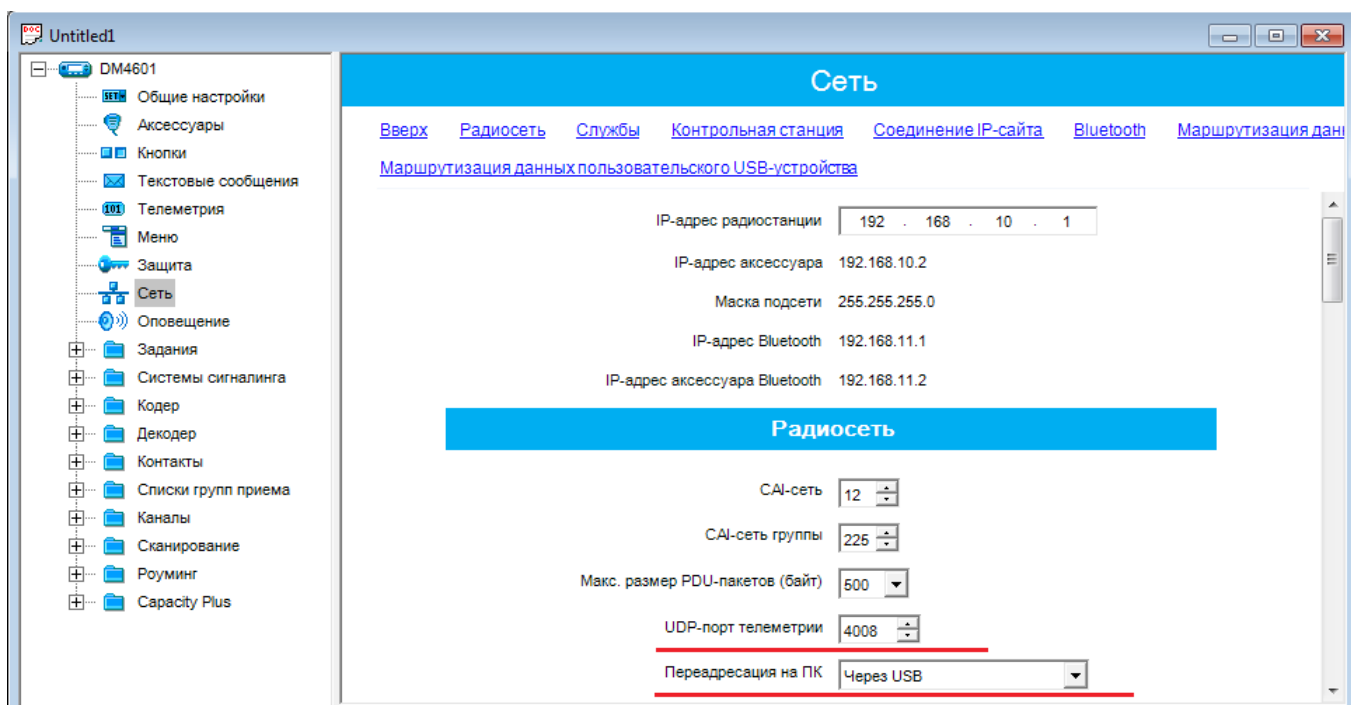 Untitled1
DM4601
Общие настройки
Аксессуары
Кнопки
Текстовые сообщения
Телеметрия
Меню
Защита
Сеть
Оповещение
Задания
Системы сигналинга
Кодер
Декодер
Контакты
Списки групп приема
Каналы
Сканирование
Роуминг
Capacity Plus
Сеть
Вверх Радиосеть Службы Контрольная станция Соединение IP-сайта Bluetooth Маршрутизация данн
Маршрутизация данных пользовательского USB-устройства
IP-адрес радиостанции 192 . 168 . 10 . 1
IP-адрес аксессуара 192.168.10.2
Маска подсети 255.255.255.0
IP-адрес Bluetooth 192.168.11.1
IP-адрес аксессуара Bluetooth 192.168.11.2
Радиосеть
CAI-сеть 12
CAI-сеть группы 225
Макс. размер PDU-пакетов (байт) 500
UDP-порт телеметрии 4008
Переадресация на ПК Через USB